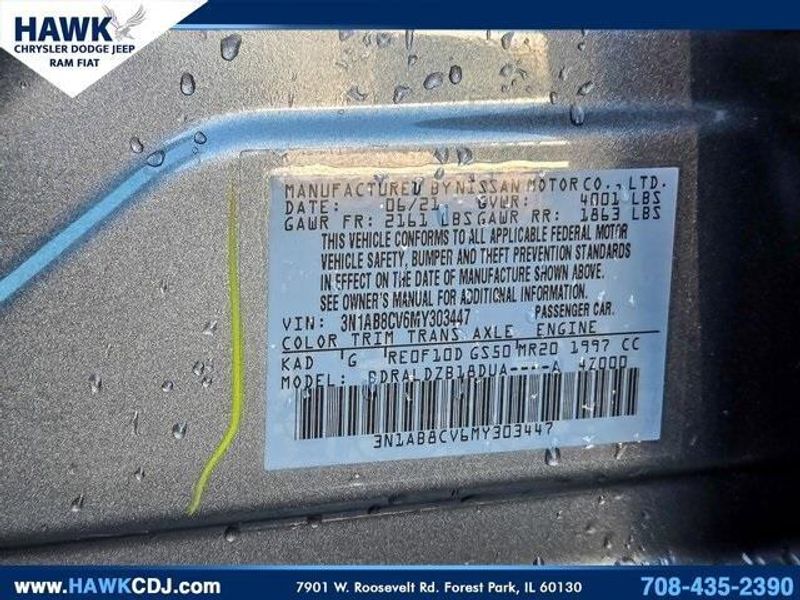 HAWK
CHRYSLER DODGE JEEP
RAM FIAT
MANUFACTURED BY NISSAN MOTOR CO., LTD.
DATE: 06/21 GVWR: 4001 LBS
GAWR FR: 2161 LBS GAWR RR: 1863 LBS
THIS VEHICLE CONFORMS TO ALL APPLICABLE FEDERAL MOTOR
VEHICLE SAFETY, BUMPER AND THEFT PREVENTION STANDARDS
IN EFFECT ON THE DATE OF MANUFACTURE SHOWN ABOVE.
SEE OWNER'S MANUAL FOR ADDITIONAL INFORMATION.
VIN: 3N1AB8CV6MY303447 PASSENGER CAR.
COLOR TRIM TRANS AXLE ENGINE
KAD G RE0F10D GS50 MR20 1997 CC
MODEL: BDRALDZB18DUA----A 4Z000
3N1AB8CV6MY303447
www.HAWKCDJ.com 7901 W. Roosevelt Rd. Forest Park, IL 60130 708-435-2390